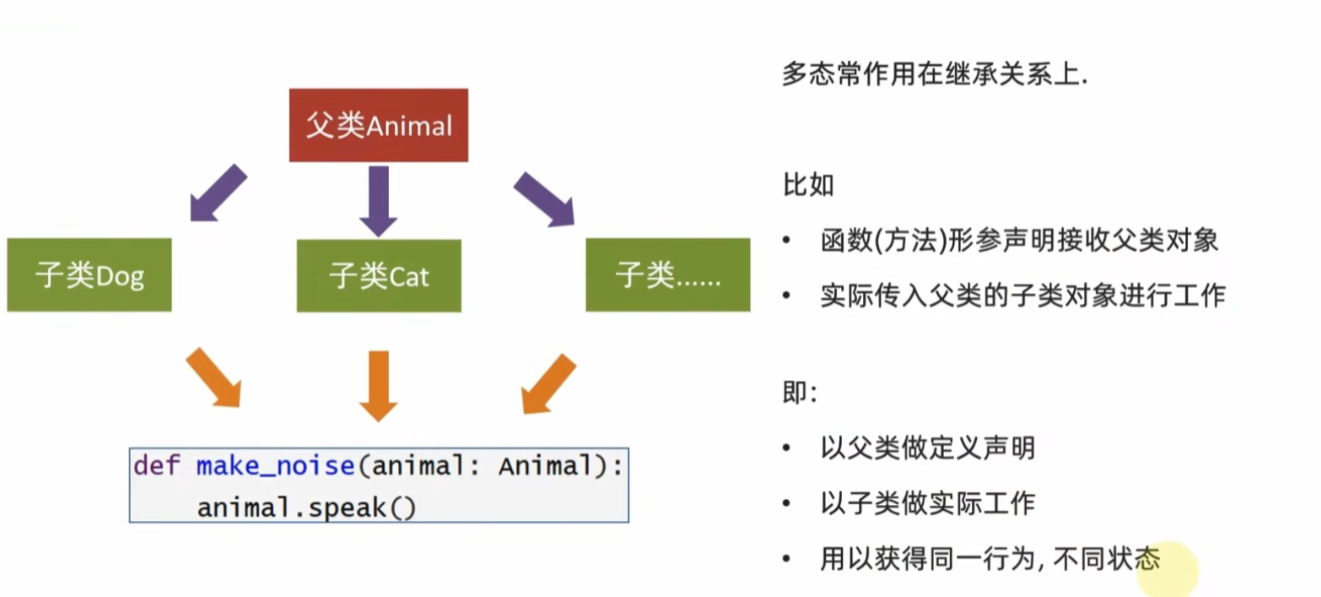 父类Animal
子类Dog
子类Cat
子类......
def make_noise(animal: Animal):
    animal.speak()
多态常作用在继承关系上.
比如
• 函数(方法)形参声明接收父类对象
• 实际传入父类的子类对象进行工作
即:
• 以父类做定义声明
• 以子类做实际工作
• 用以获得同一行为, 不同状态